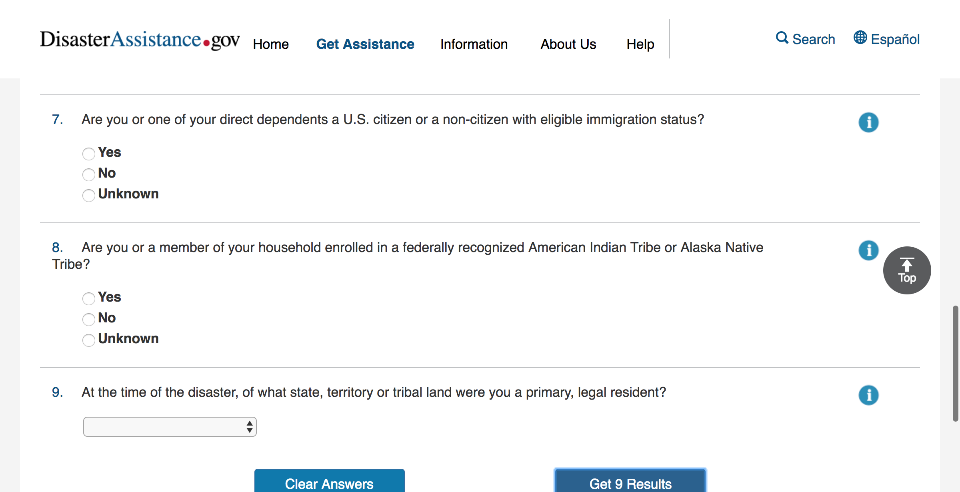 DisasterAssistance.gov Home Get Assistance Information About Us Help Search Español
7. Are you or one of your direct dependents a U.S. citizen or a non-citizen with eligible immigration status?
Yes
No
Unknown
8. Are you or a member of your household enrolled in a federally recognized American Indian Tribe or Alaska Native
Tribe?
Top
Yes
No
Unknown
9. At the time of the disaster, of what state, territory or tribal land were you a primary, legal resident?
Clear Answers Get 9 Results